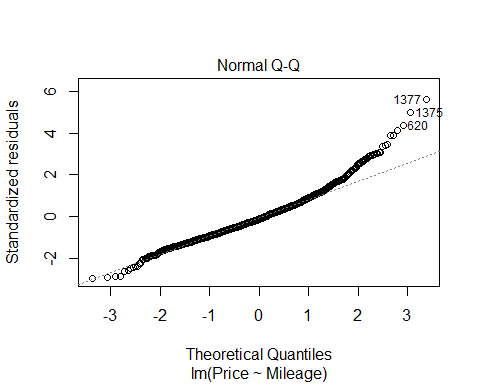 Normal Q-Q
Standardized residuals
6
4
2
0
-2
1377
1375
620
-3 -2 -1 0 1 2 3
Theoretical Quantiles
lm(Price ~ Mileage)